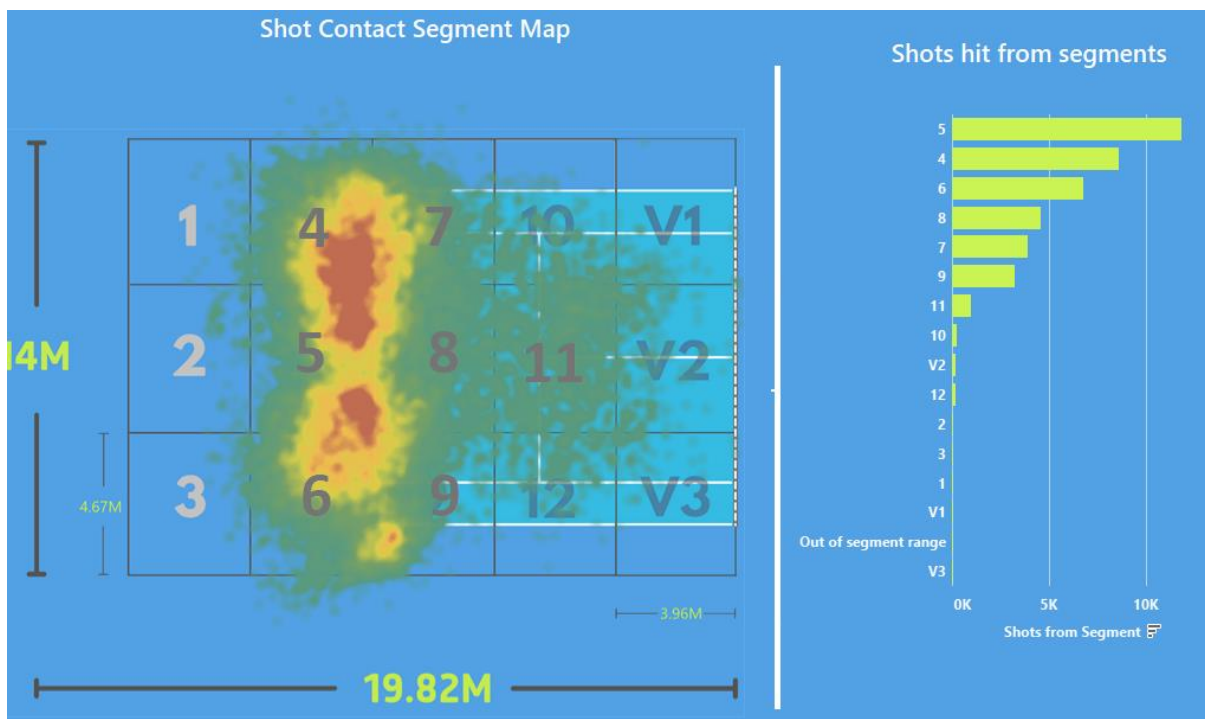 Shot Contact Segment Map
1
4
7
10
V1
2
5
8
11
V2
3
6
9
12
V3
14M
4.67M
3.96M
19.82M
Shots hit from segments
5
4
6
8
7
9
11
10
V2
12
2
3
1
V1
Out of segment range
V3
0K 5K 10K
Shots from Segment